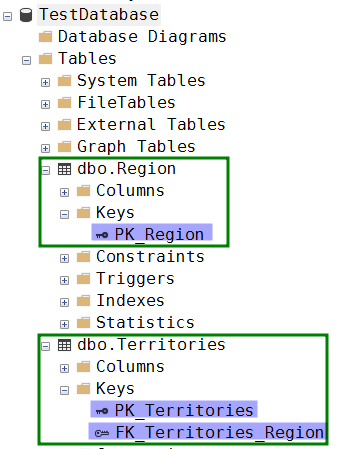 TestDatabase
Database Diagrams
Tables
System Tables
FileTables
External Tables
Graph Tables
dbo.Region
Columns
Keys
PK_Region
Constraints
Triggers
Indexes
Statistics
dbo.Territories
Columns
Keys
PK_Territories
FK_Territories_Region